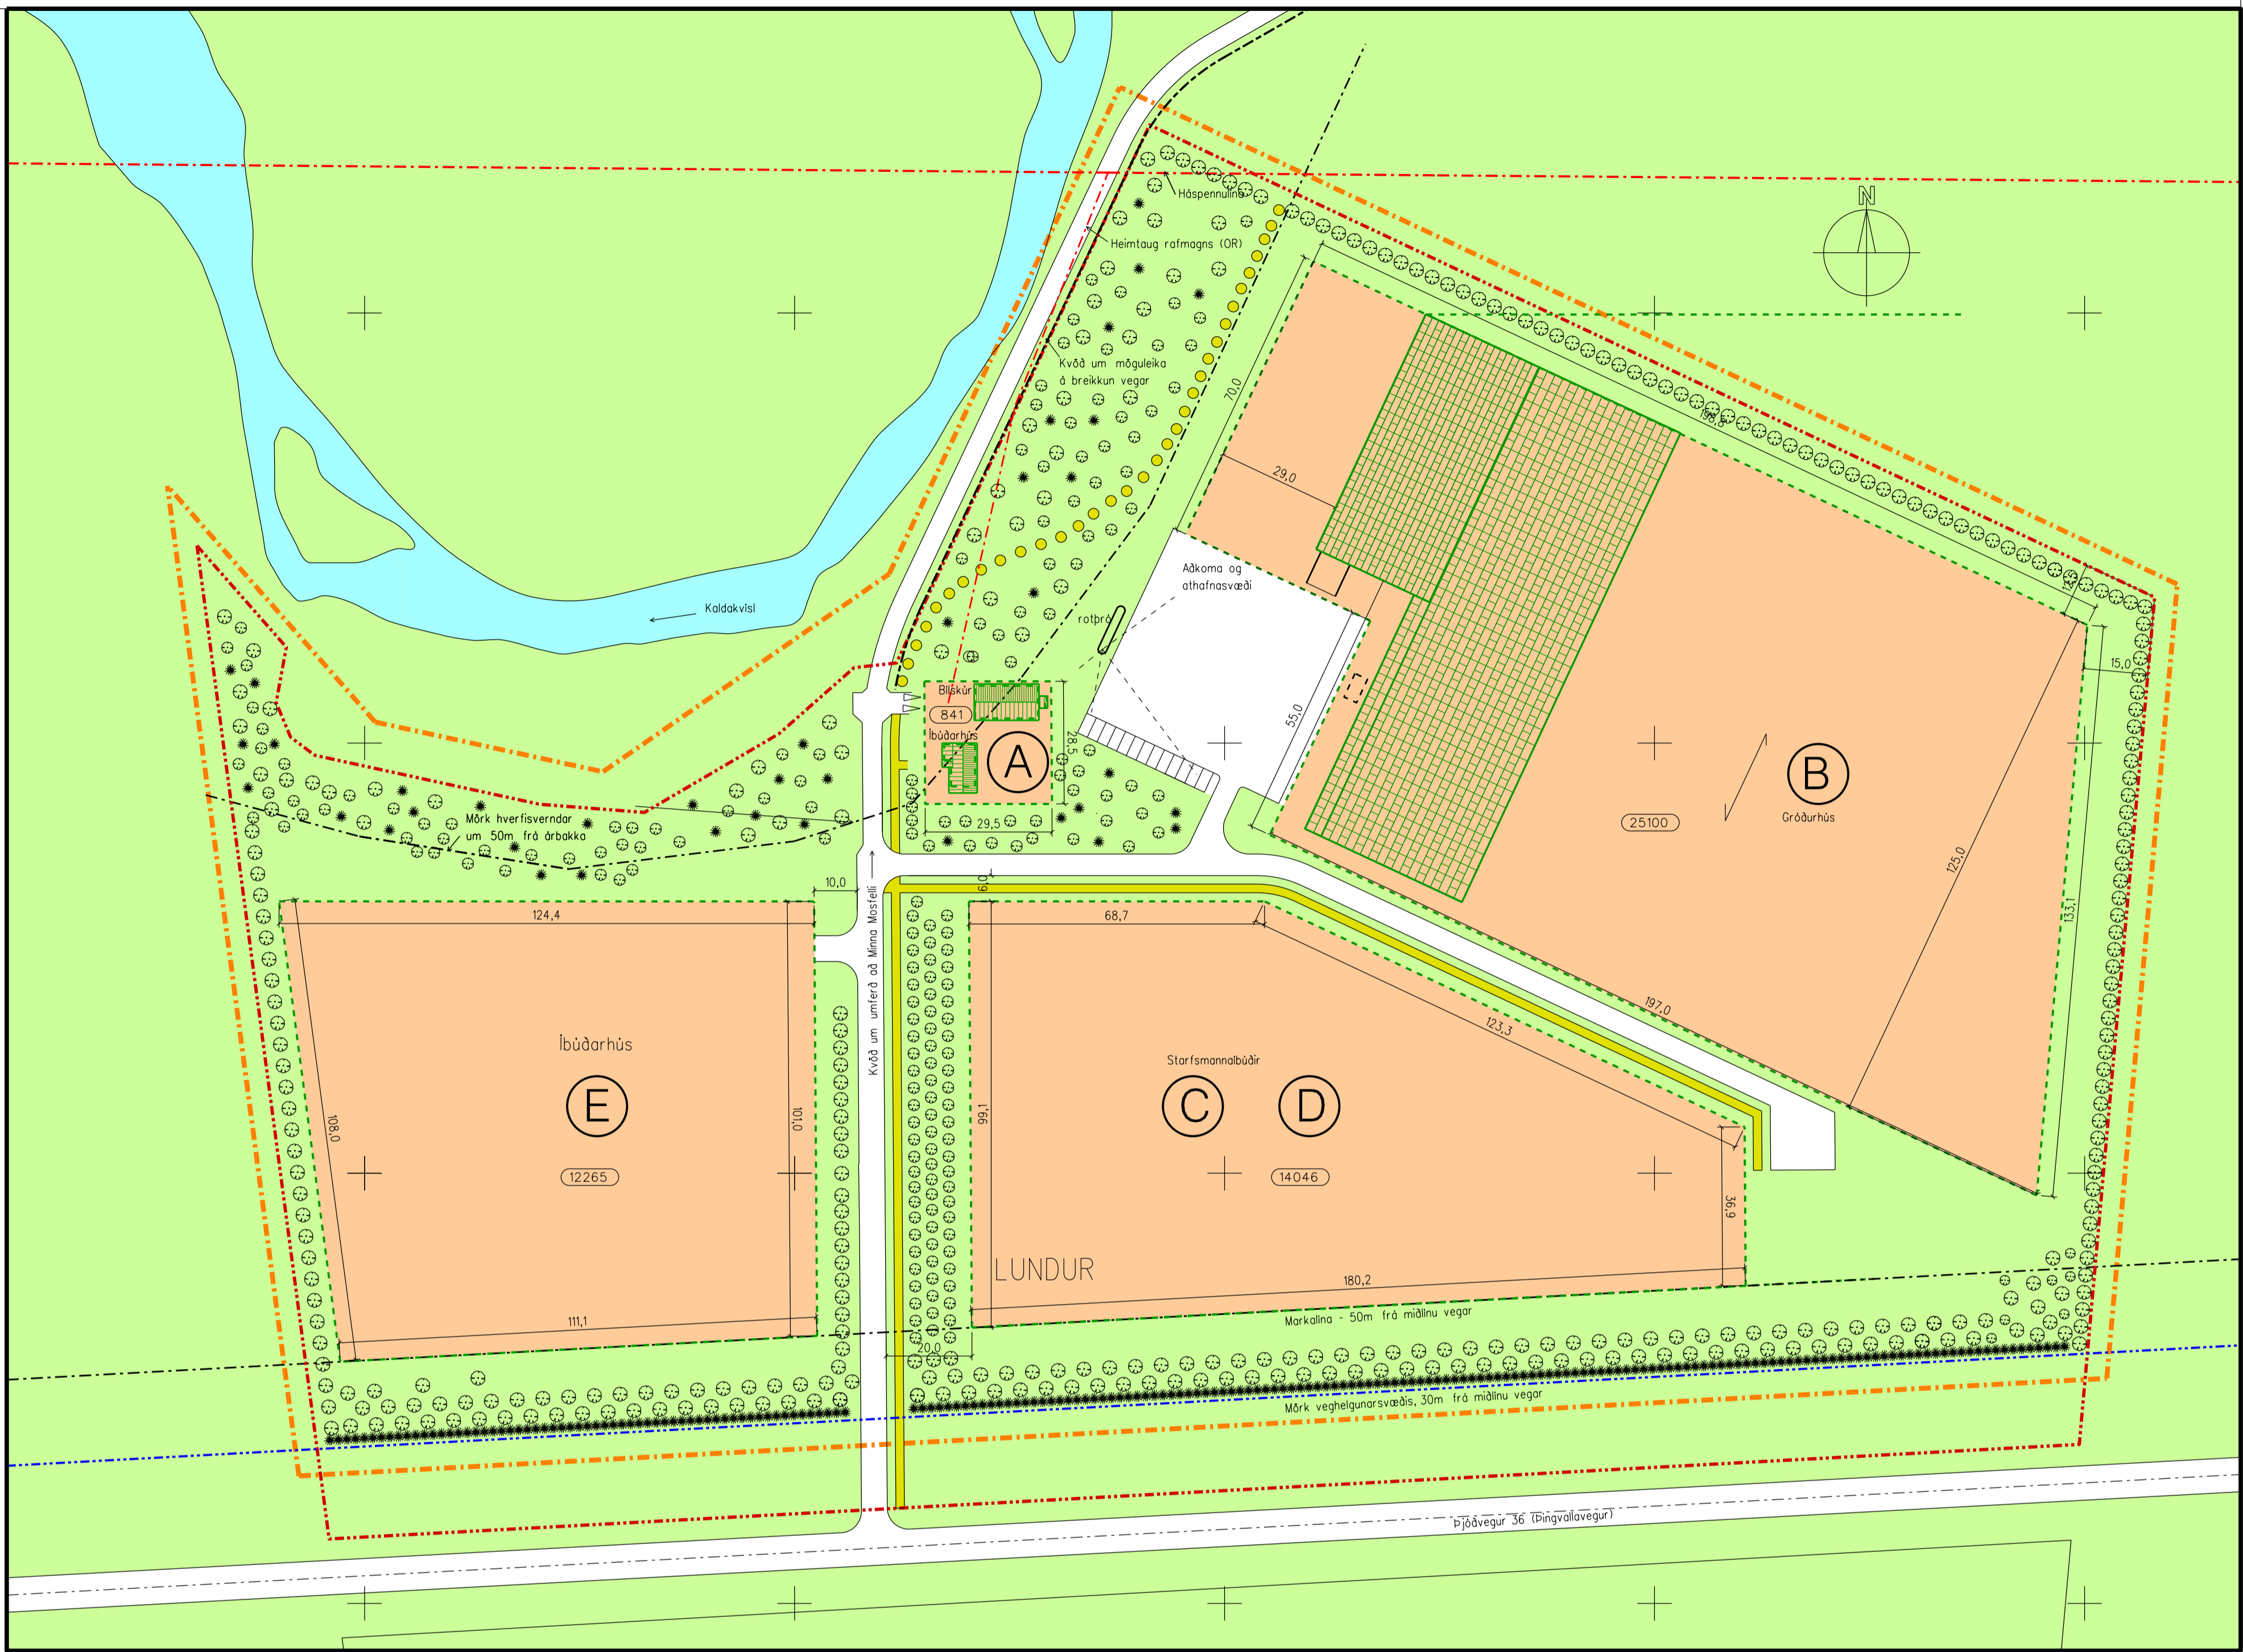 N
Háspennulína
Heimtaug rafmagns (OR)
Kvöð um möguleika
á breikkun vegar
70,0
198,8
29,0
Aðkoma og
athafnasvæði
rotþró
Kaldakvísl
12,1
15,0
Bílskúr
841
Íbúðarhús
A
28,5
29,5
55,0
B
Gróðurhús
25100
125,0
133,1
197,0
Mörk hverfisverndar
um 50m frá árbakka
10,0
Kvöð um umferð að Minna Mosfelli
6,0
124,4
68,7
123,3
Íbúðarhús
E
12265
108,0
101,0
111,1
Starfsmannaíbúðir
C D
14046
99,1
36,9
LUNDUR
180,2
20,0
Markalína - 50m frá miðlínu vegar
Mörk veghelgunarsvæðis, 30m frá miðlínu vegar
Þjóðvegur 36 (Þingvallavegur)